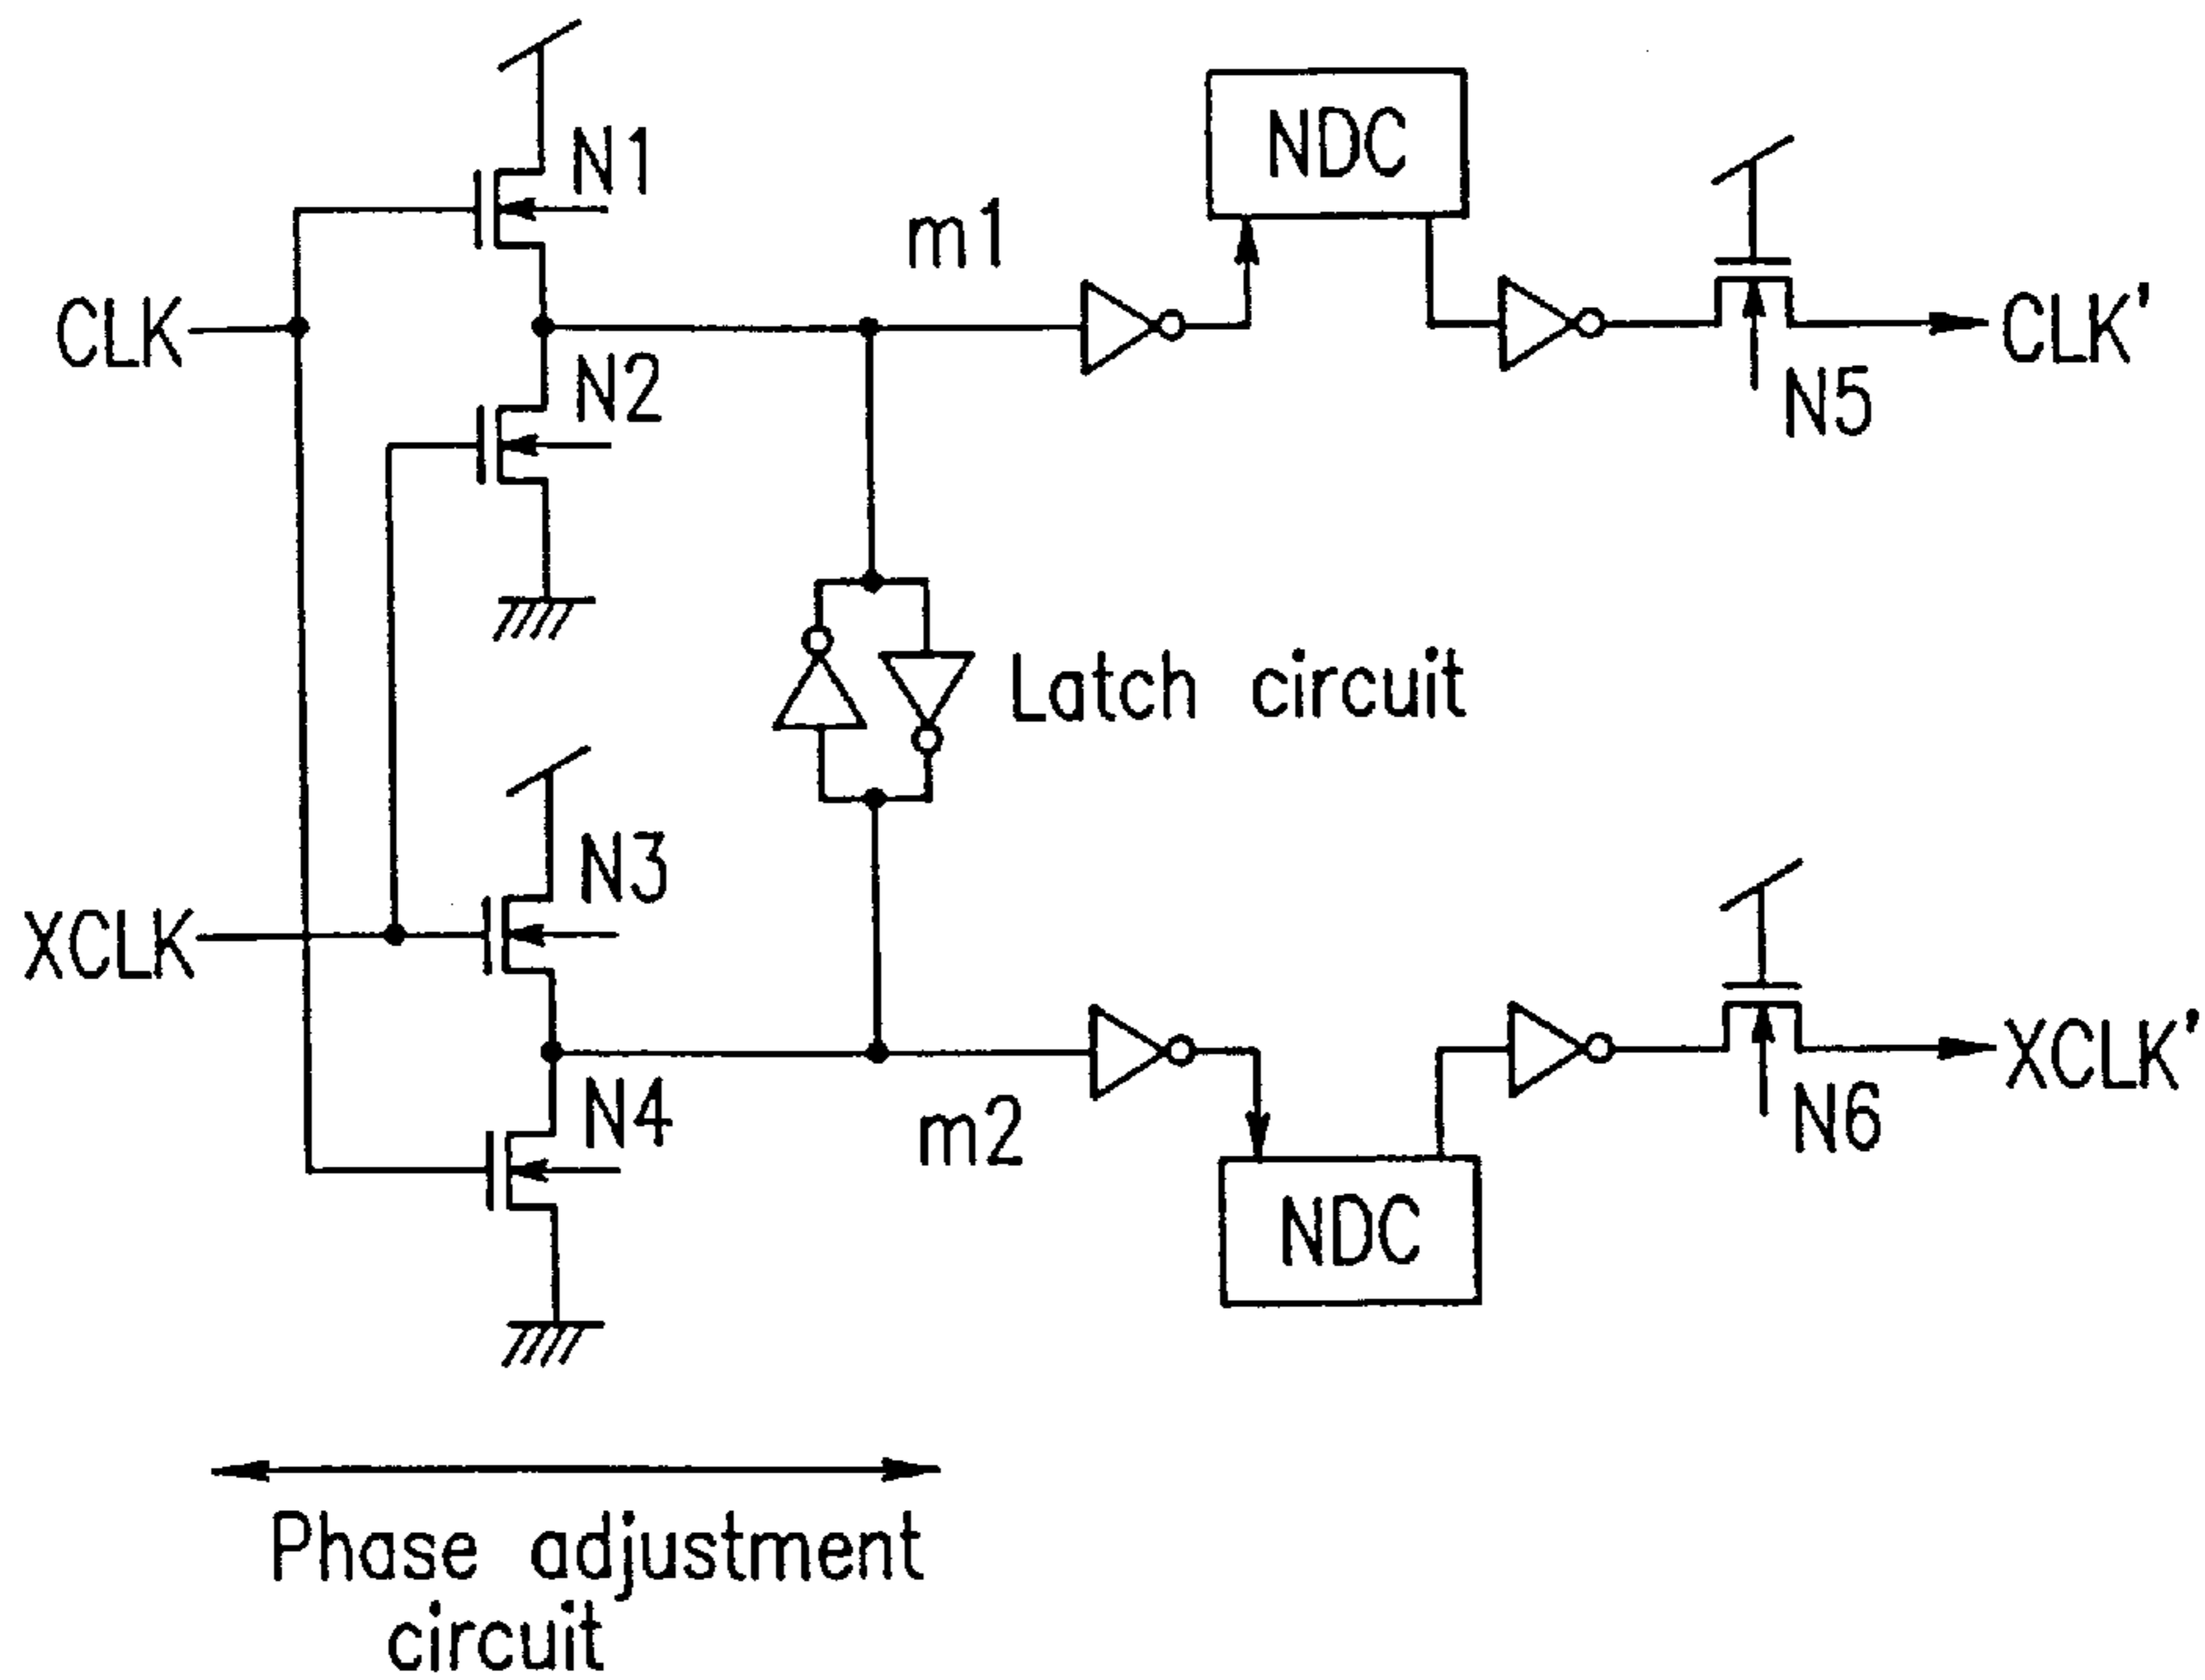 N1
NDC
m1
CLK
CLK'
N2
N5
Latch circuit
N3
XCLK
XCLK'
N4
m2
N6
NDC
Phase adjustment
circuit